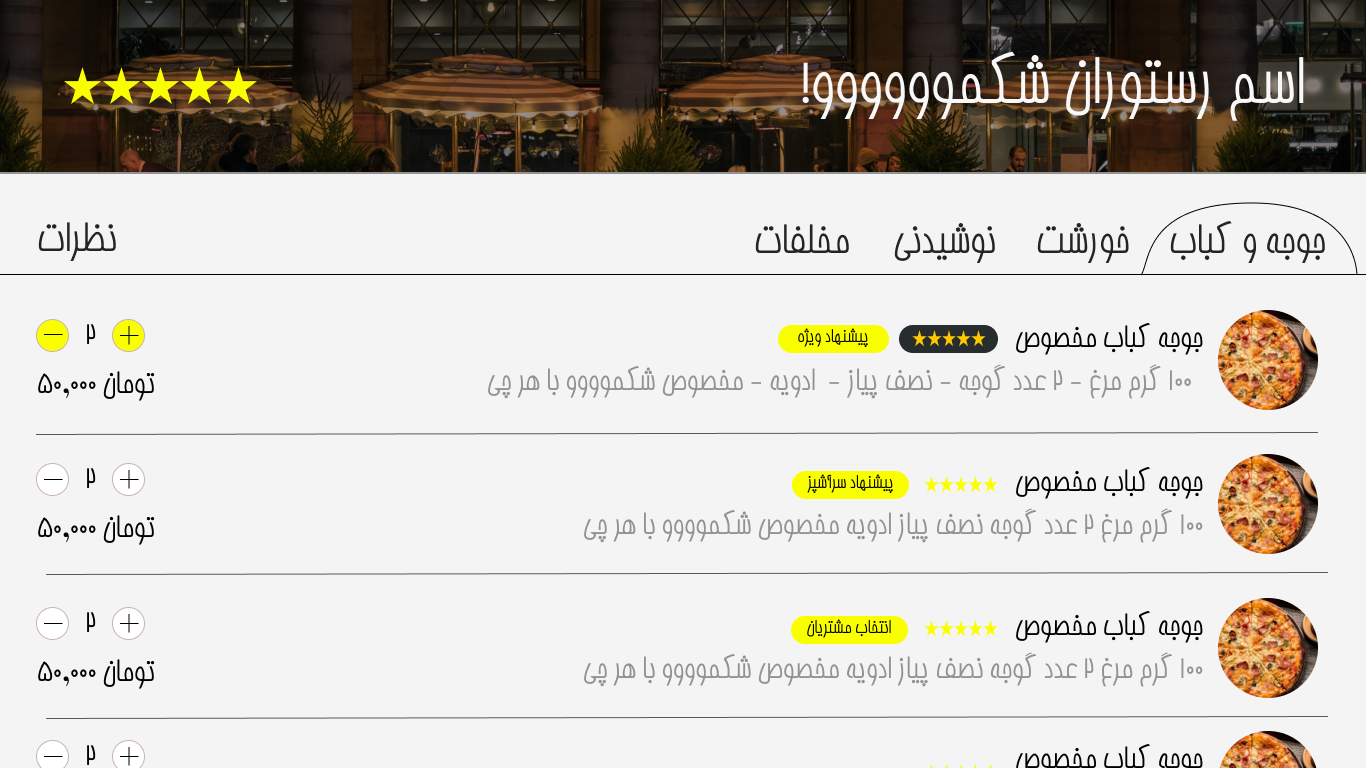 اسم رستوران شکموووووو!
جوجه و کباب
خورشت
نوشیدنی
مخلفات
نظرات
جوجه کباب مخصوص
پیشنهاد ویژه
۲
۱۰۰ گرم مرغ - ۲ عدد گوجه - نصف پیاز - ادویه - مخصوص شکموووو با هر چی
۵۰,۰۰۰ تومان
جوجه کباب مخصوص
پیشنهاد سرآشپز
۲
۱۰۰ گرم مرغ ۲ عدد گوجه نصف پیاز ادویه مخصوص شکموووو با هر چی
۵۰,۰۰۰ تومان
جوجه کباب مخصوص
انتخاب مشتریان
۲
۱۰۰ گرم مرغ ۲ عدد گوجه نصف پیاز ادویه مخصوص شکموووو با هر چی
۵۰,۰۰۰ تومان
جوجه کباب مخصوص
۲